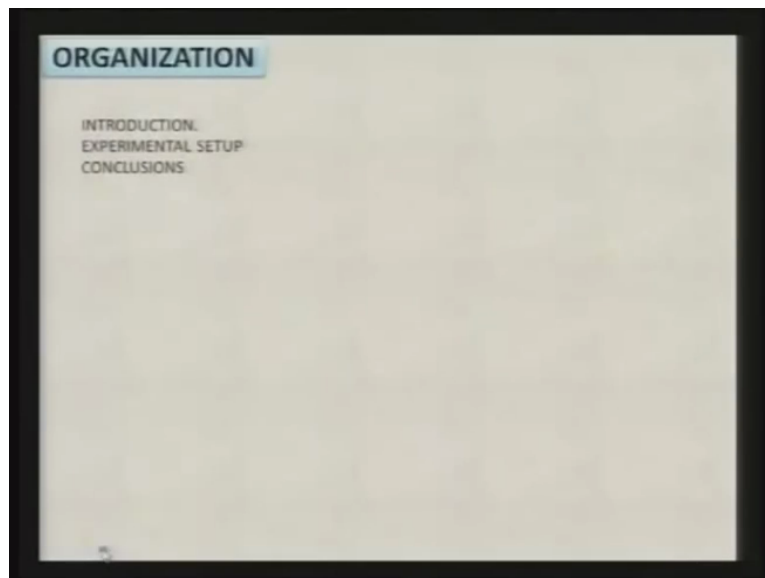 ORGANIZATION
INTRODUCTION.
EXPERIMENTAL SETUP
CONCLUSIONS